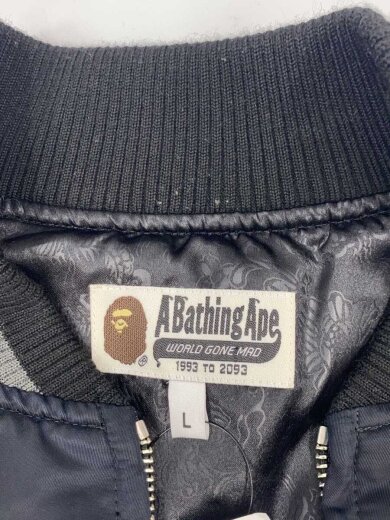 A Bathing Ape
®
WORLD GONE MAD
1993 TO 2093
L